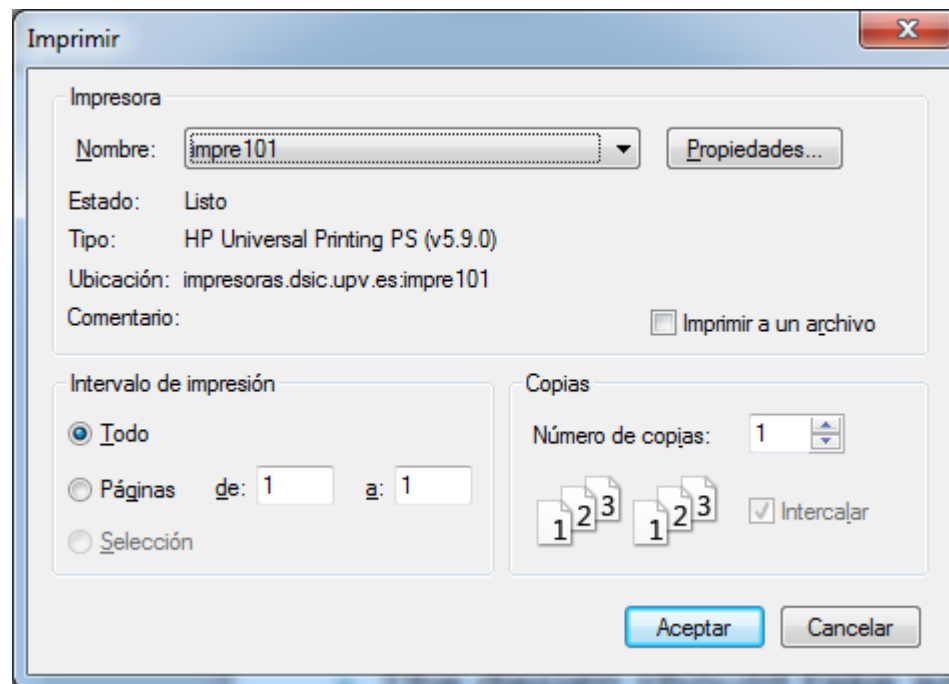 Imprimir
Impresora
Nombre: impre101 Propiedades...
Estado: Listo
Tipo: HP Universal Printing PS (v5.9.0)
Ubicación: impresoras.dsic.upv.es:impre101
Comentario: Imprimir a un archivo
Intervalo de impresión
Todo
Páginas de: 1 a: 1
Selección
Copias
Número de copias: 1
1 2 3 1 2 3 Intercalar
Aceptar Cancelar